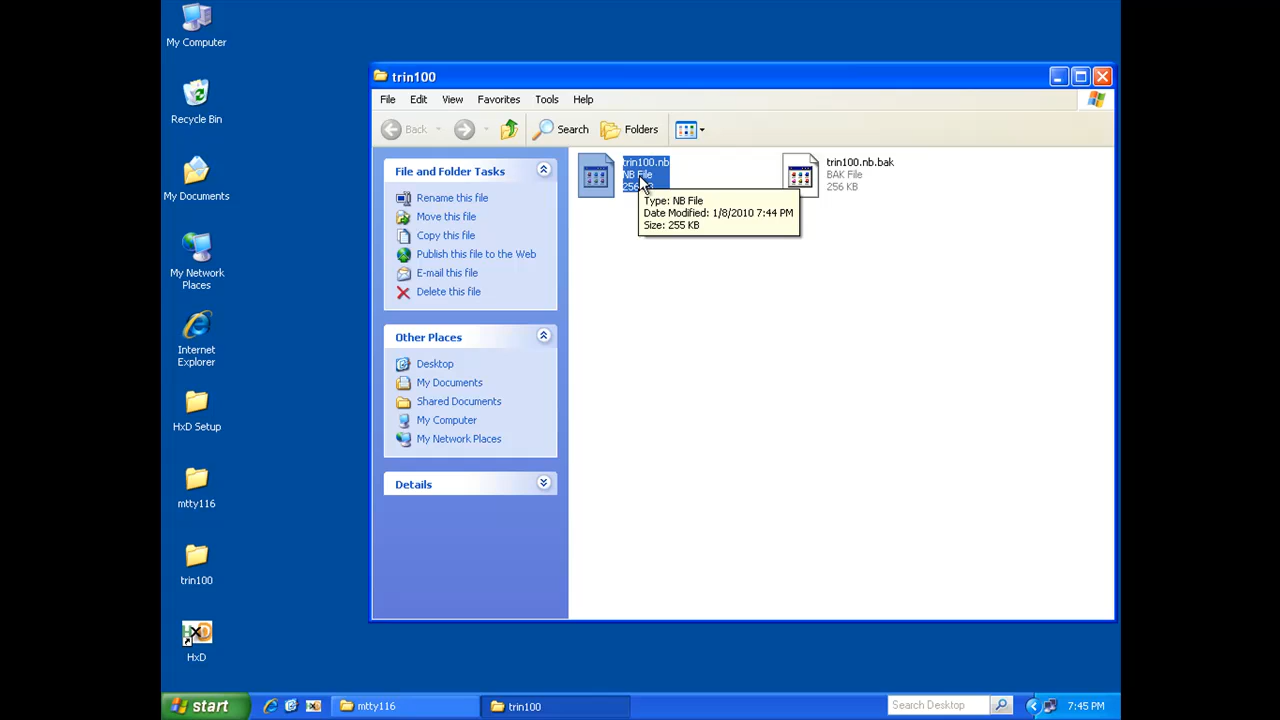 My Computer
Recycle Bin
My Documents
My Network
Places
Internet
Explorer
HxD Setup
mtty116
trin100
HxD
trin100
File Edit View Favorites Tools Help
Back Search Folders
File and Folder Tasks
Rename this file
Move this file
Copy this file
Publish this file to the Web
E-mail this file
Delete this file
Other Places
Desktop
My Documents
Shared Documents
My Computer
My Network Places
Details
trin100.nb
NB File
trin100.nb.bak
BAK File
256 KB
Type: NB File
Date Modified: 1/8/2010 7:44 PM
Size: 255 KB
start mtty116 trin100 Search Desktop 7:45 PM